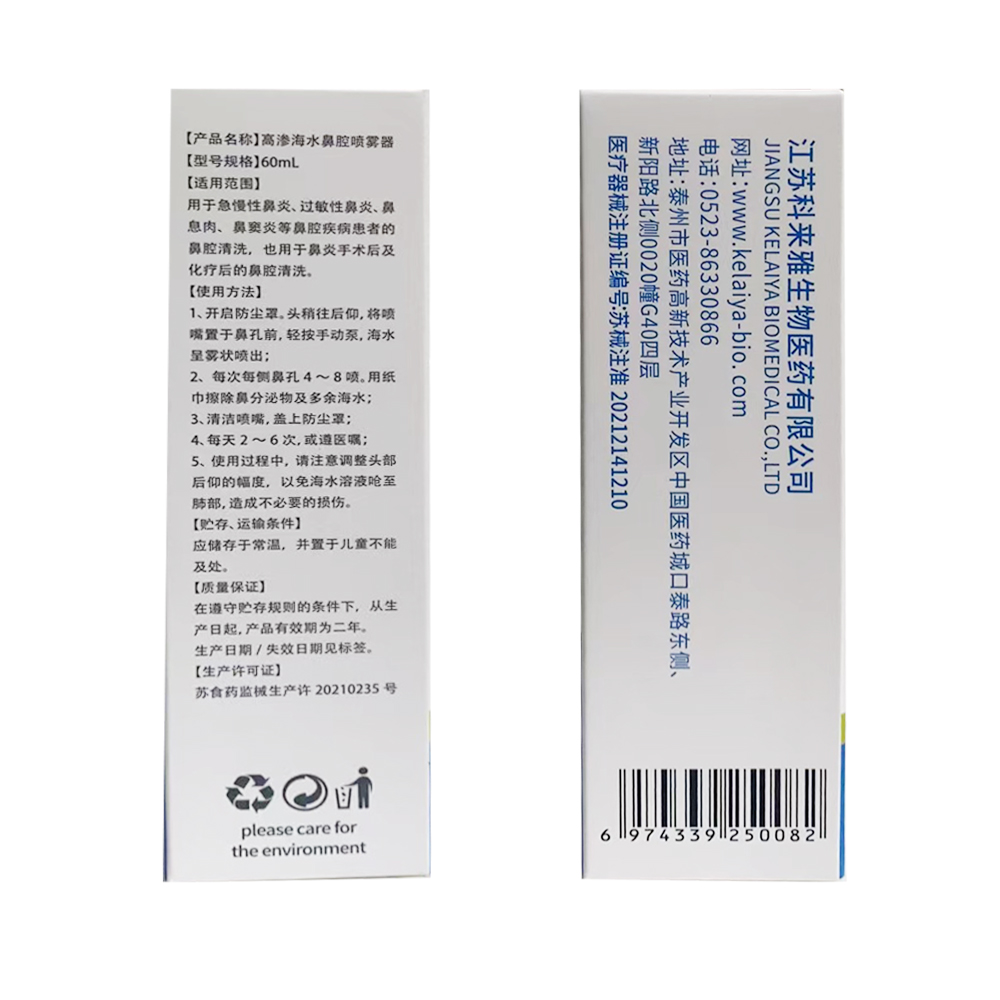 【产品名称】高渗海水鼻腔喷雾器
【型号规格】60mL
【适用范围】
用于急慢性鼻炎、过敏性鼻炎、鼻
息肉、鼻窦炎等鼻腔疾病患者的
鼻腔清洗，也用于鼻炎手术后及
化疗后的鼻腔清洗。
【使用方法】
1、开启防尘罩。头稍往后仰，将喷
嘴置于鼻孔前，轻按手动泵，海水
呈雾状喷出；
2、每次每侧鼻孔 4～8 喷。用纸
巾擦除鼻分泌物及多余海水；
3、清洁喷嘴，盖上防尘罩；
4、每天 2～6 次，或遵医嘱；
5、使用过程中，请注意调整头部
后仰的幅度，以免海水溶液呛至
肺部，造成不必要的损伤。
【贮存、运输条件】
应储存于常温，并置于儿童不能
及处。
【质量保证】
在遵守贮存规则的条件下，从生
产日起，产品有效期为二年。
生产日期 / 失效日期见标签。
【生产许可证】
苏食药监械生产许 20210235 号
please care for
the environment
江苏科来雅生物医药有限公司
JIANGSU KELAIYA BIOMEDICAL CO.,LTD
网址：www.kelaiya-bio. com
电话：0523-86330866
地址：泰州市医药高新技术产业开发区中国医药城口泰路东侧、
新阳路北侧0020幢G40四层
医疗器械注册证编号：苏械注准 20212141210
6 974339 250082